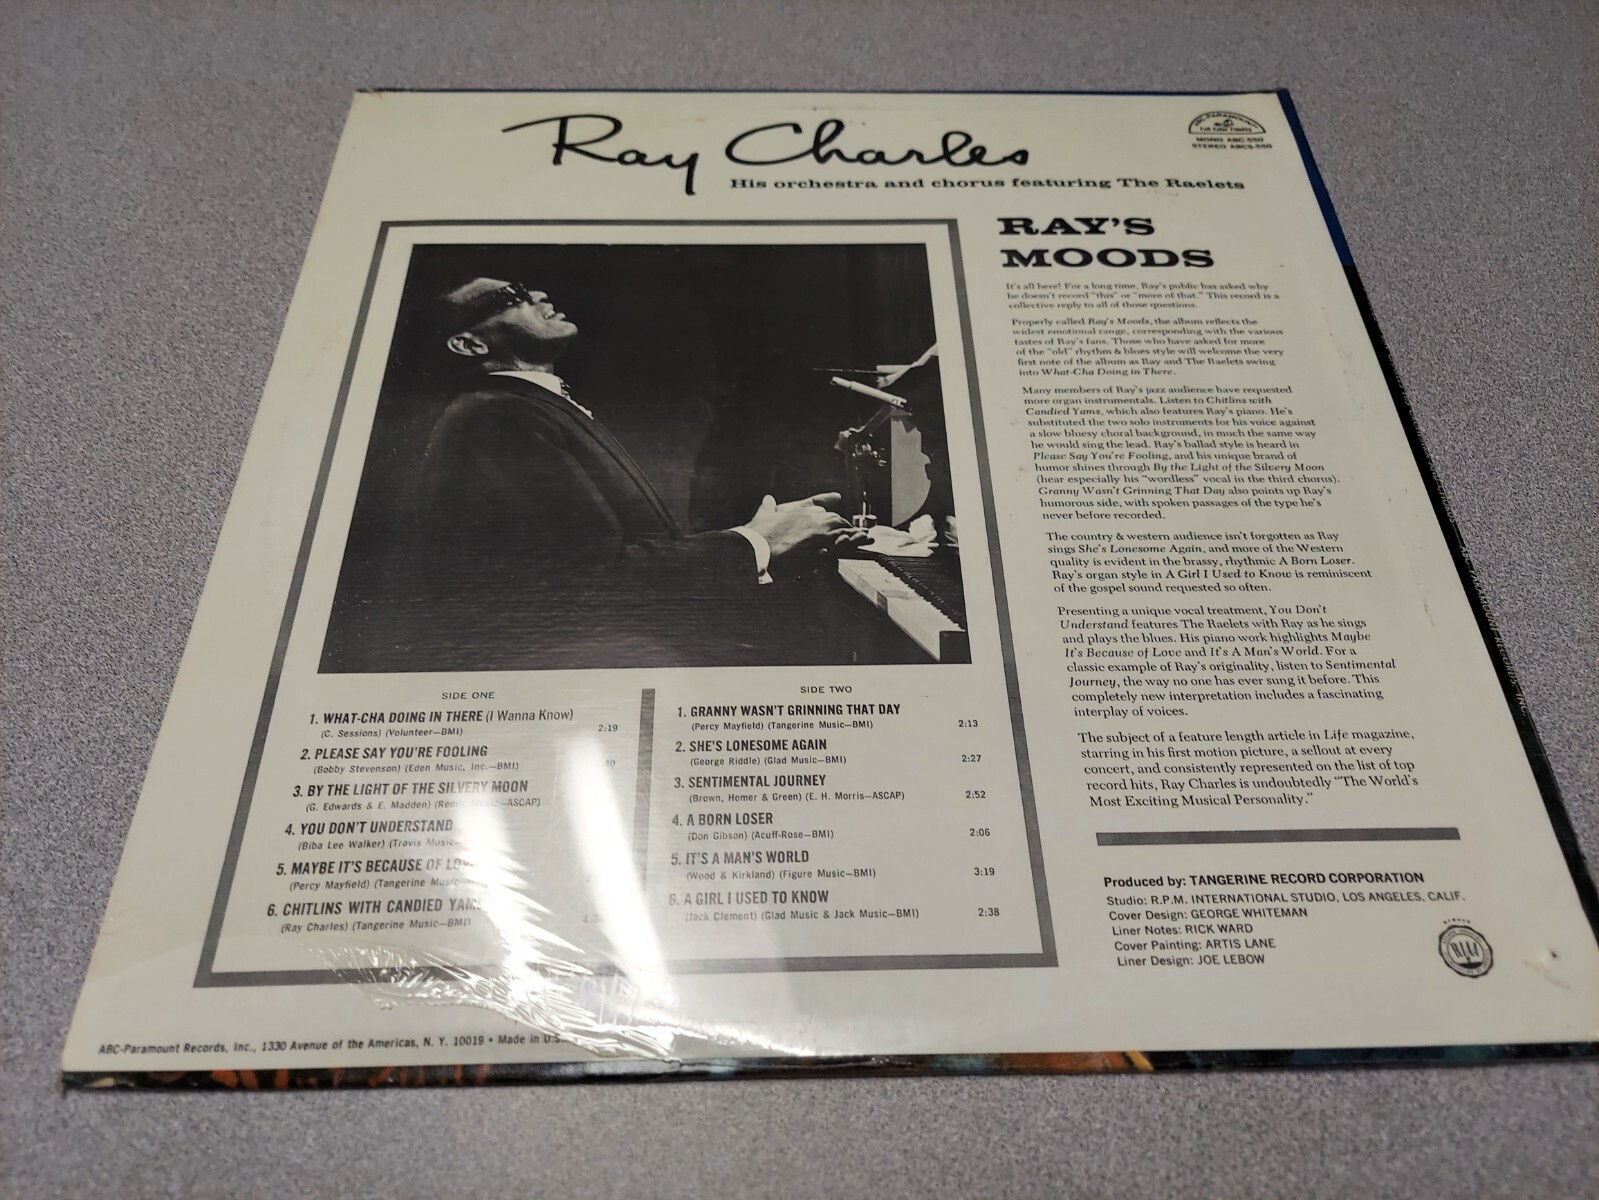 Ray Charles
His orchestra and chorus featuring The Raelets
ABC-PARAMOUNT
MONO ABC-550
STEREO ABCS-550
RAY'S
MOODS
It's all here! For a long time, Ray's public has asked why
he doesn't record "this" or "more of that." This record is a
collective reply to all of those questions.
Properly called Ray's Moods, the album reflects the
widest emotional range, corresponding with the various
tastes of Ray's fans. Those who have asked for more
of the "old" rhythm & blues style will welcome the very
first note of the album as Ray and The Raelets swing
into What-Cha Doing in There.
Many members of Ray's jazz audience have requested
more organ instrumentals. Listen to Chitlins with
Candied Yams, which also features Ray's piano. He's
substituted the two solo instruments for his voice against
a slow bluesy choral background, in much the same way
he would sing the lead. Ray's ballad style is heard in
Please Say You're Fooling, and his unique brand of
humor shines through By the Light of the Silvery Moon
(hear especially his "wordless" vocal in the third chorus).
Granny Wasn't Grinning That Day also points up Ray's
humorous side, with spoken passages of the type he's
never before recorded.
The country & western audience isn't forgotten as Ray
sings She's Lonesome Again, and more of the Western
quality is evident in the brassy, rhythmic A Born Loser.
Ray's organ style in A Girl I Used to Know is reminiscent
of the gospel sound requested so often.
Presenting a unique vocal treatment, You Don't
Understand features The Raelets with Ray as he sings
and plays the blues. His piano work highlights Maybe
It's Because of Love and It's A Man's World. For a
classic example of Ray's originality, listen to Sentimental
Journey, the way no one has ever sung it before. This
completely new interpretation includes a fascinating
interplay of voices.
The subject of a feature length article in Life magazine,
starring in his first motion picture, a sellout at every
concert, and consistently represented on the list of top
record hits, Ray Charles is undoubtedly "The World's
Most Exciting Musical Personality."
SIDE ONE
1. WHAT-CHA DOING IN THERE (I Wanna Know)
(C. Sessions) (Volunteer—BMI) 2:19
2. PLEASE SAY YOU'RE FOOLING
(Bobby Stevenson) (Eden Music, Inc.—BMI)
3. BY THE LIGHT OF THE SILVERY MOON
(G. Edwards & E. Madden) (Remick Music—ASCAP)
4. YOU DON'T UNDERSTAND
(Biba Lee Walker) (Travis Music—
5. MAYBE IT'S BECAUSE OF LOVE
(Percy Mayfield) (Tangerine Music—
6. CHITLINS WITH CANDIED YAMS
(Ray Charles) (Tangerine Music—BMI)
SIDE TWO
1. GRANNY WASN'T GRINNING THAT DAY
(Percy Mayfield) (Tangerine Music—BMI) 2:13
2. SHE'S LONESOME AGAIN
(George Riddle) (Glad Music—BMI) 2:27
3. SENTIMENTAL JOURNEY
(Brown, Homer & Green) (E. H. Morris—ASCAP) 2:52
4. A BORN LOSER
(Don Gibson) (Acuff-Rose—BMI) 2:06
5. IT'S A MAN'S WORLD
(Wood & Kirkland) (Figure Music—BMI) 3:19
6. A GIRL I USED TO KNOW
(Jack Clement) (Glad Music & Jack Music—BMI) 2:38
Produced by: TANGERINE RECORD CORPORATION
Studio: R.P.M. INTERNATIONAL STUDIO, LOS ANGELES, CALIF.
Cover Design: GEORGE WHITEMAN
Liner Notes: RICK WARD
Cover Painting: ARTIS LANE
Liner Design: JOE LEBOW
RIAA
ABC-Paramount Records, Inc., 1330 Avenue of the Americas, N. Y. 10019 • Made in U.S.